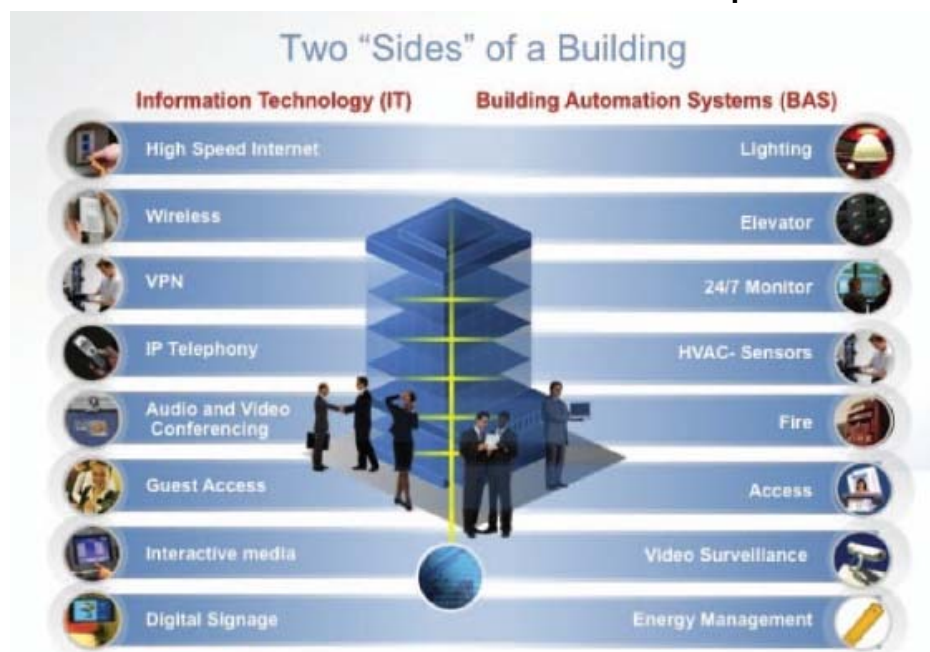 Two “Sides” of a Building
Information Technology (IT)
Building Automation Systems (BAS)
High Speed Internet
Lighting
Wireless
Elevator
VPN
24/7 Monitor
IP Telephony
HVAC- Sensors
Audio and Video
Conferencing
Fire
Guest Access
Access
Interactive media
Video Surveillance
Digital Signage
Energy Management